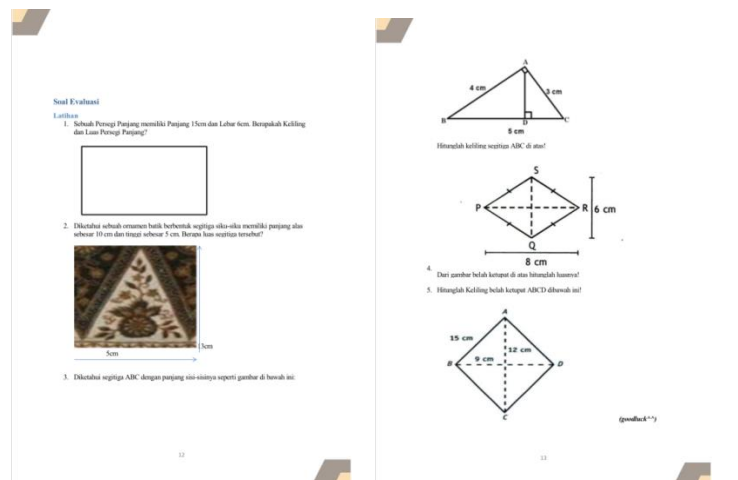 Soal Evaluasi
Latihan
1. Sebuah Persegi Panjang memiliki Panjang 15cm dan Lebar 6cm. Berapakah Keliling
dan Luas Persegi Panjang?
2. Diketahui sebuah ornamen batik berbentuk segitiga siku-siku memiliki panjang alas
sebesar 10 cm dan tinggi sebesar 5 cm. Berapa luas segitiga tersebut?
5cm
3. Diketahui segitiga ABC dengan panjang sisi-sisinya seperti gambar di bawah ini:
12
A
4 cm
3 cm
B
D
C
5 cm
Hitunglah keliling segitiga ABC di atas!
S
P
R
6 cm
Q
8 cm
4.
Dari gambar belah ketupat di atas hitunglah luasnya!
5. Hitunglah Keliling belah ketupat ABCD dibawah ini!
A
15 cm
12 cm
B
9 cm
D
C
(goodluck^^)
13